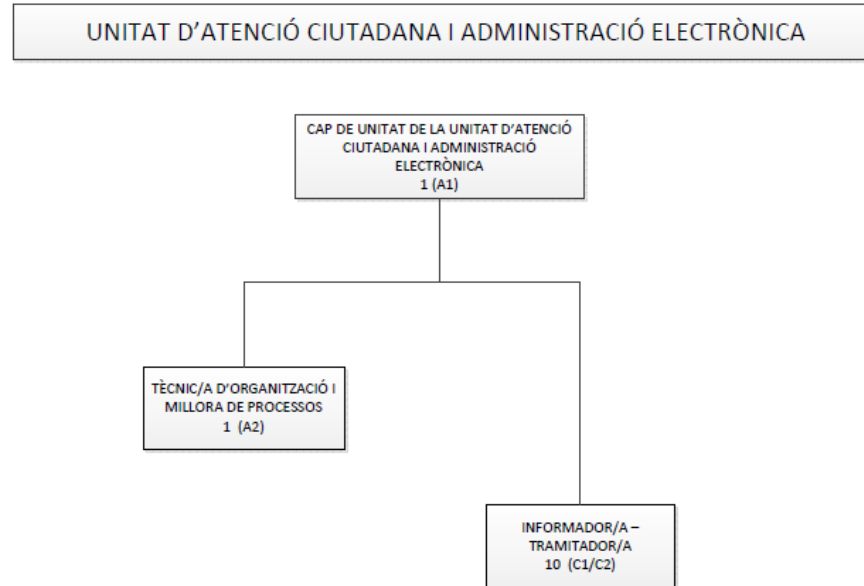 UNITAT D'ATENCIÓ CIUTADANA I ADMINISTRACIÓ ELECTRÒNICA
CAP DE UNITAT DE LA UNITAT D'ATENCIÓ
CIUTADANA I ADMINISTRACIÓ
ELECTRÒNICA
1 (A1)
TÈCNIC/A D'ORGANITZACIÓ I
MILLORA DE PROCESSOS
1 (A2)
INFORMADOR/A –
TRAMITADOR/A
10 (C1/C2)